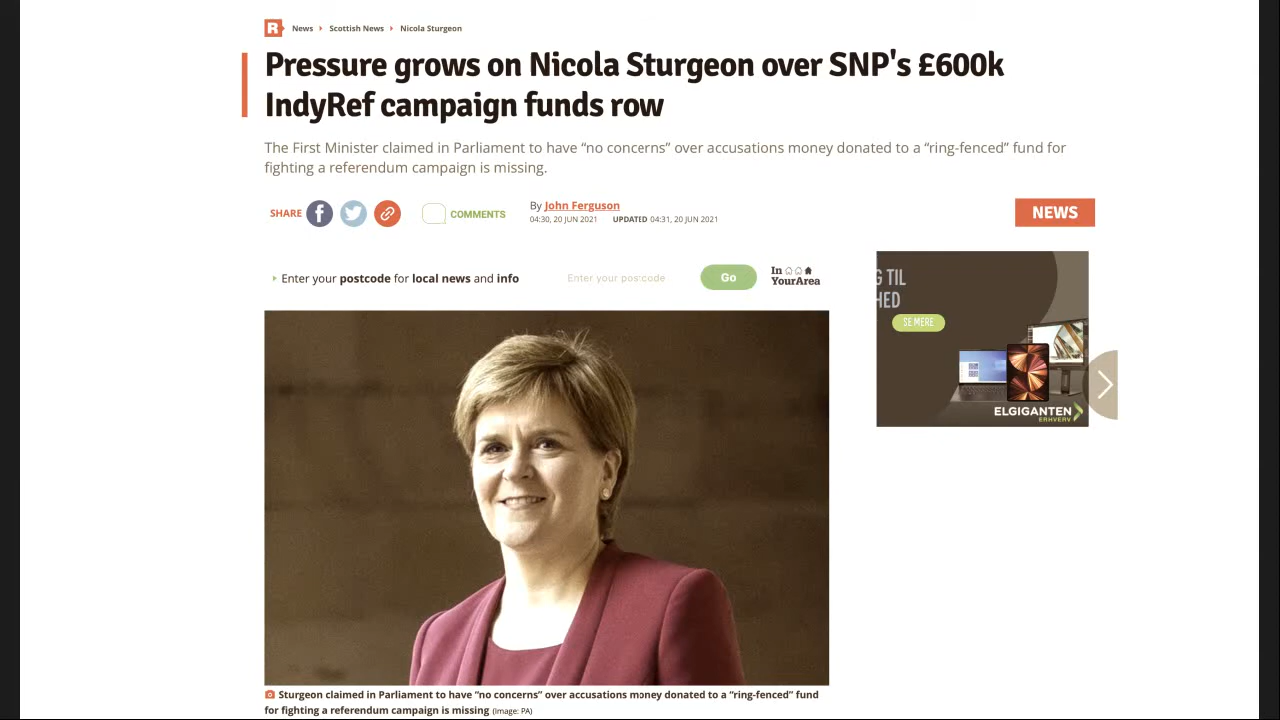 R News Scottish News Nicola Sturgeon
Pressure grows on Nicola Sturgeon over SNP's £600k
IndyRef campaign funds row
The First Minister claimed in Parliament to have “no concerns” over accusations money donated to a “ring-fenced” fund for
fighting a referendum campaign is missing.
SHARE COMMENTS
By John Ferguson
04:30, 20 JUN 2021 UPDATED 04:31, 20 JUN 2021
NEWS
Enter your postcode for local news and info
Enter your postcode
Go
In
YourArea
G TIL
HED
SE MERE
ELGIGANTEN
ERHVERV
Sturgeon claimed in Parliament to have “no concerns” over accusations money donated to a “ring-fenced” fund
for fighting a referendum campaign is missing (Image: PA)